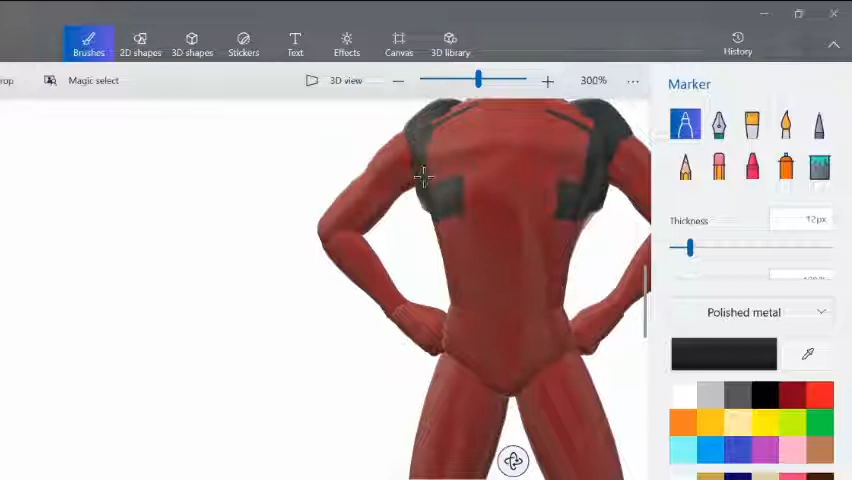 Brushes 2D shapes 3D shapes Stickers Text Effects Canvas 3D library History
rop Magic select 3D view 300%
Marker
Thickness 12px
Polished metal